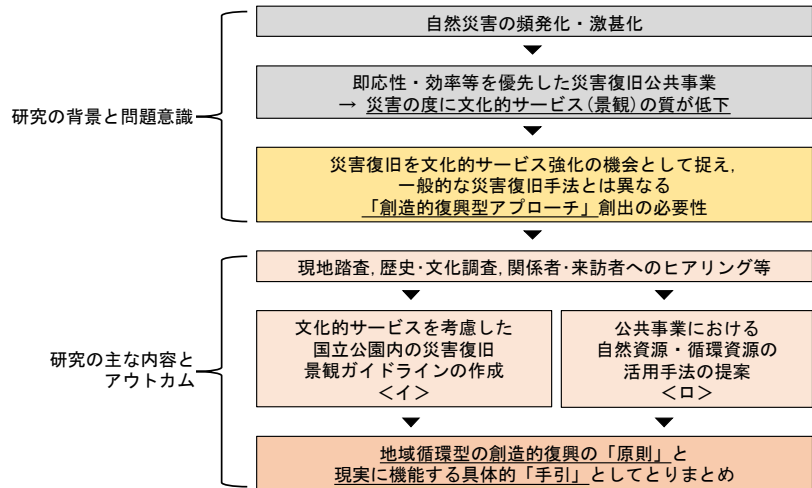 自然災害の頻発化・激甚化
即応性・効率等を優先した災害復旧公共事業
→ 災害の度に文化的サービス(景観)の質が低下
研究の背景と問題意識
災害復旧を文化的サービス強化の機会として捉え,
一般的な災害復旧手法とは異なる
「創造的復興型アプローチ」創出の必要性
現地踏査, 歴史・文化調査, 関係者・来訪者へのヒアリング等
研究の主な内容と
アウトカム
文化的サービスを考慮した
国立公園内の災害復旧
景観ガイドラインの作成
<イ>
公共事業における
自然資源・循環資源の
活用手法の提案
<ロ>
地域循環型の創造的復興の「原則」と
現実に機能する具体的「手引」としてとりまとめ